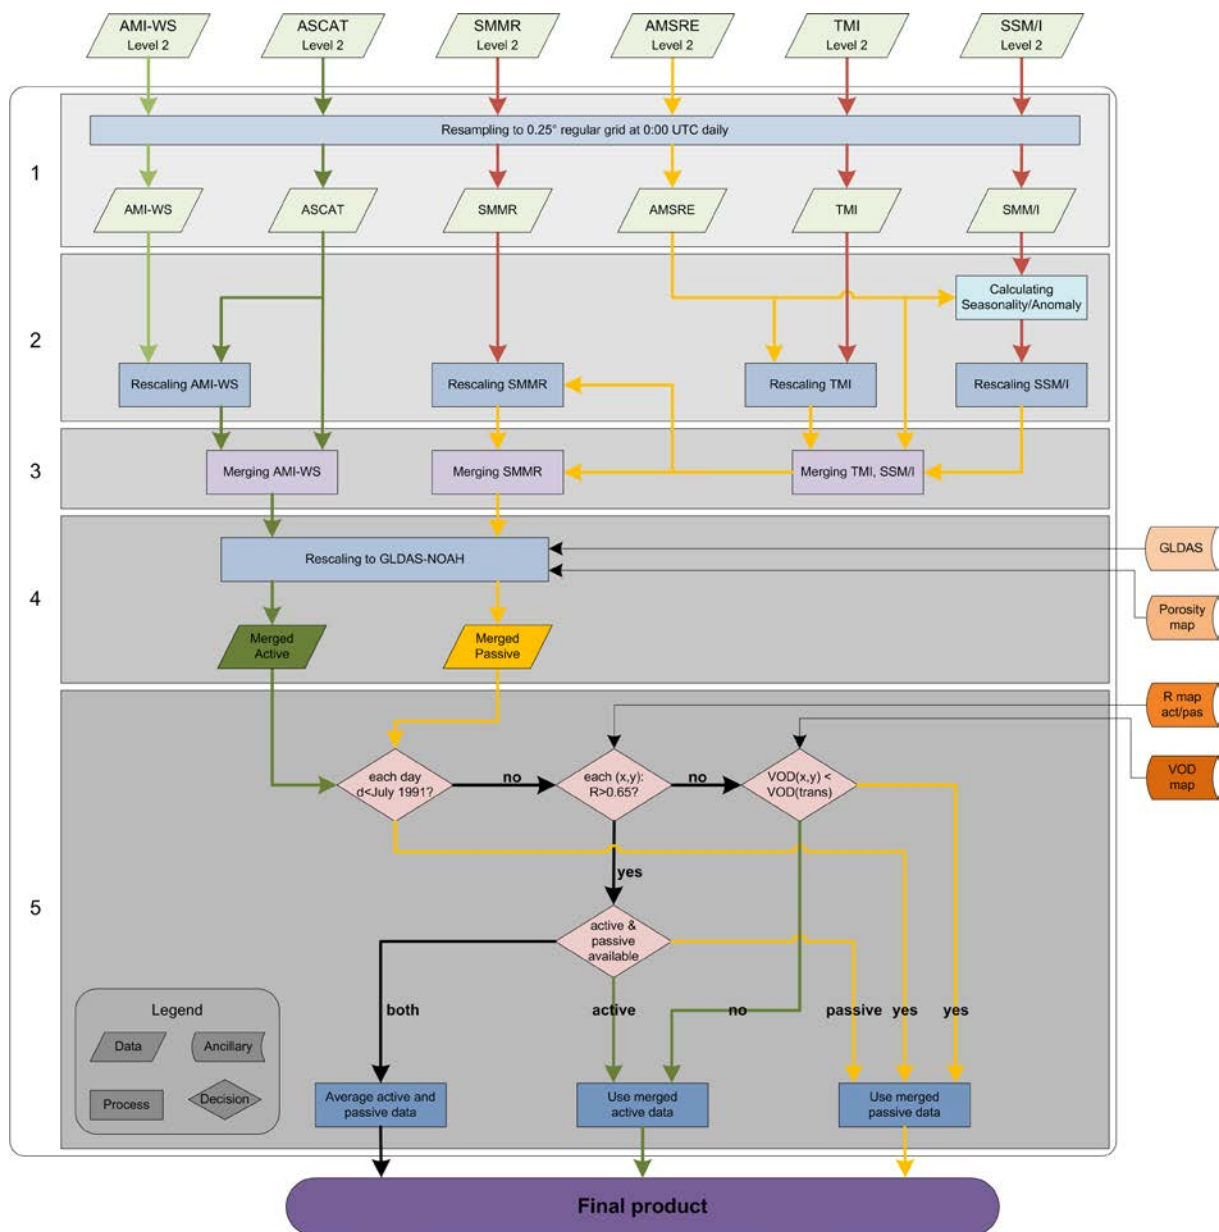 AMI-WS
Level 2
ASCAT
Level 2
SMMR
Level 2
AMSRE
Level 2
TMI
Level 2
SSM/I
Level 2
1
Resampling to 0.25° regular grid at 0:00 UTC daily
AMI-WS
ASCAT
SMMR
AMSRE
TMI
SMM/I
2
Calculating
Seasonality/Anomaly
Rescaling AMI-WS
Rescaling SMMR
Rescaling TMI
Rescaling SSM/I
3
Merging AMI-WS
Merging SMMR
Merging TMI, SSM/I
4
Rescaling to GLDAS-NOAH
GLDAS
Porosity
map
Merged
Active
Merged
Passive
R map
act/pas
VOD
map
5
each day
d<July 1991?
no
each (x,y):
R>0.65?
no
VOD(x,y) <
VOD(trans)
yes
active &
passive
available
both
active
no
passive
yes
yes
Legend
Data
Ancillary
Process
Decision
Average active and
passive data
Use merged
active data
Use merged
passive data
Final product